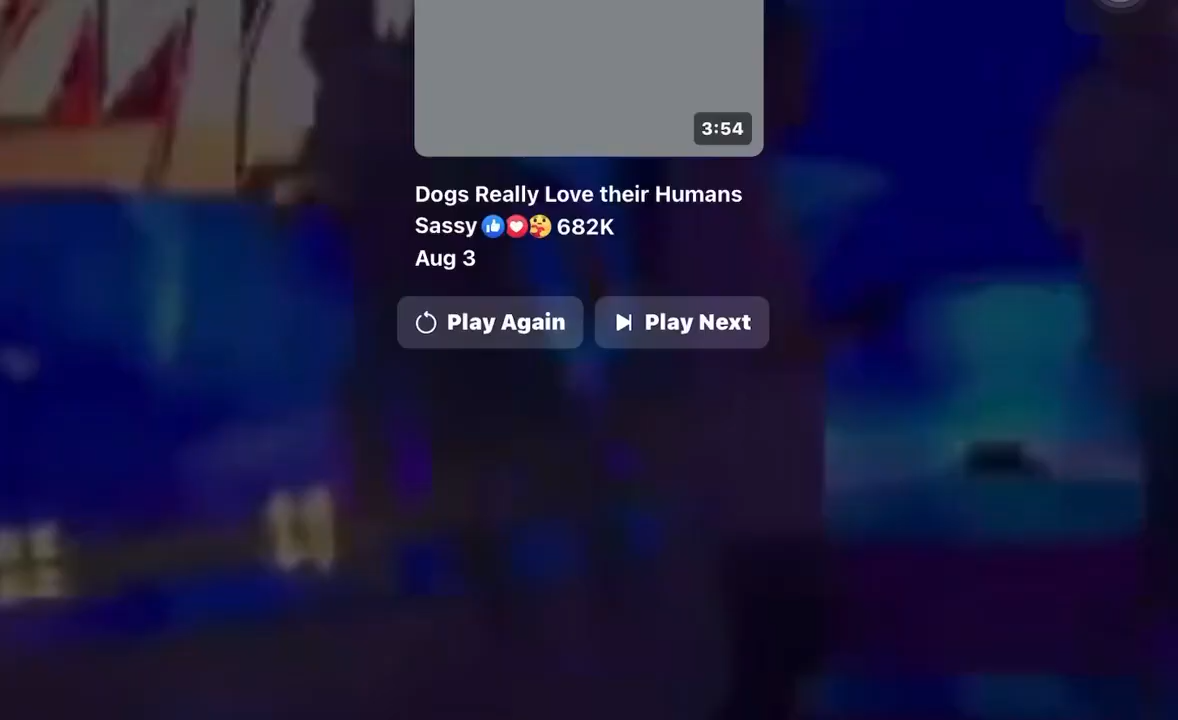 3:54
Dogs Really Love their Humans
Sassy 682K
Aug 3
Play Again
Play Next